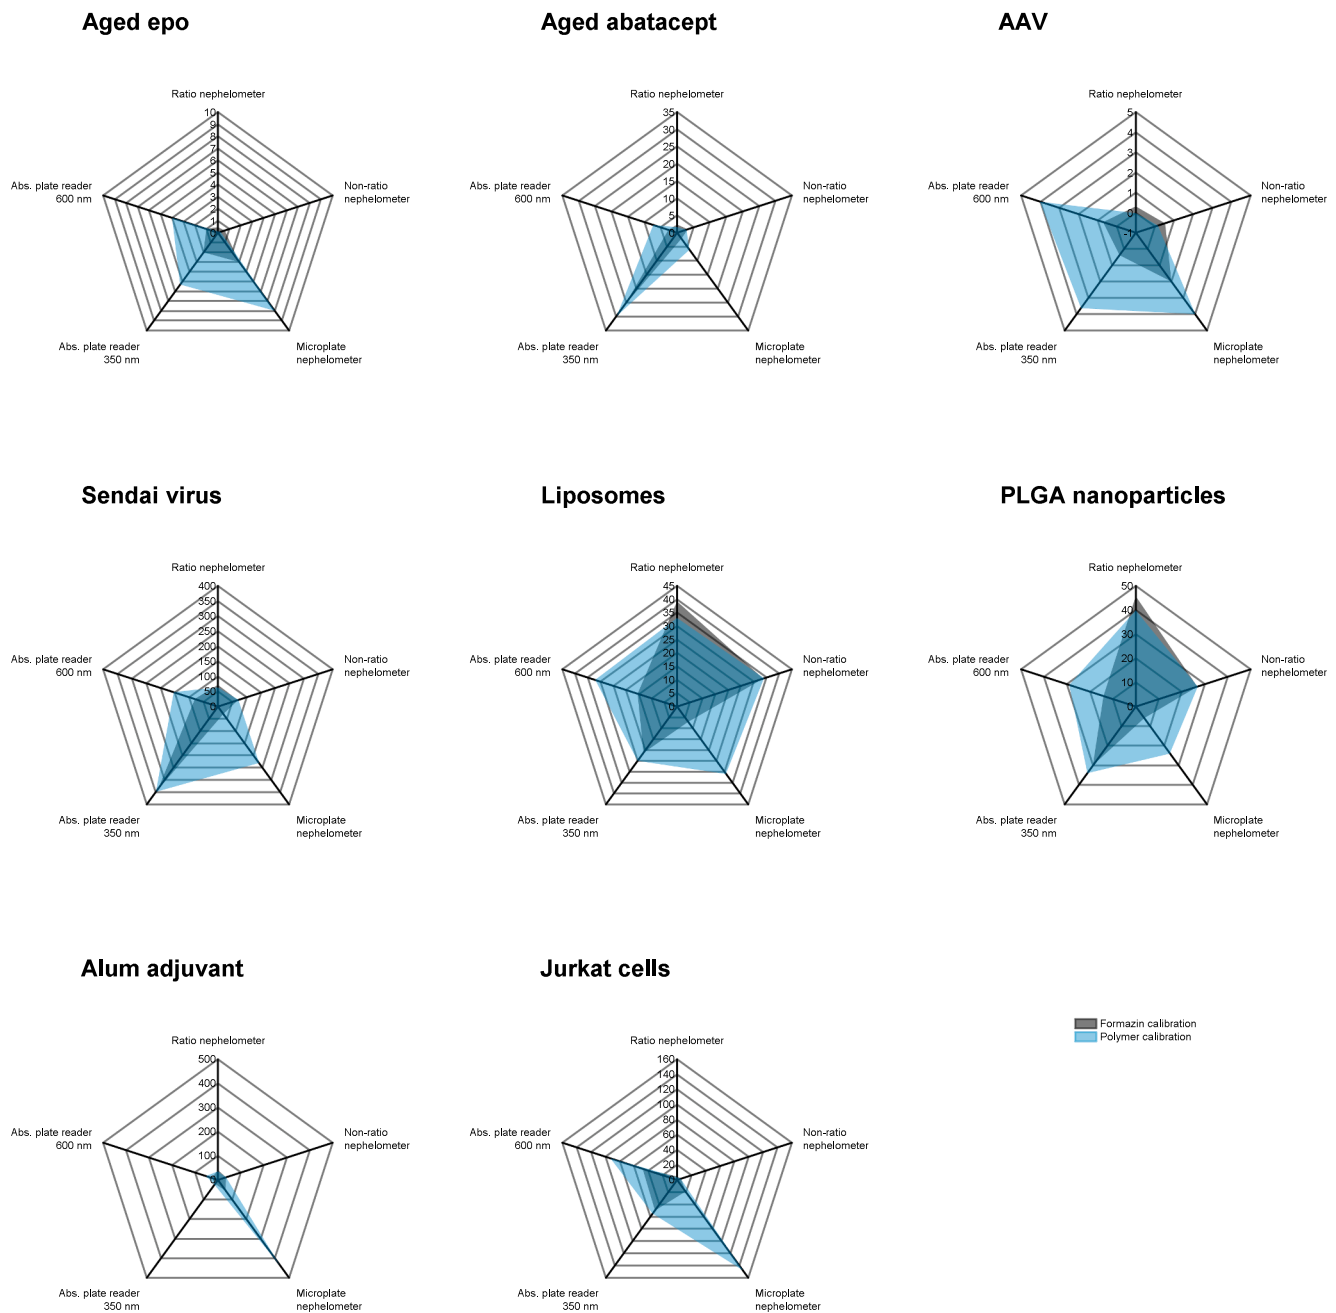 Aged epo
Ratio nephelometer
10
9
8
7
6
5
4
3
2
1
0
Abs. plate reader
600 nm
Non-ratio
nephelometer
Abs. plate reader
350 nm
Microplate
nephelometer
Aged abatacept
Ratio nephelometer
35
30
25
20
15
10
5
0
Abs. plate reader
600 nm
Non-ratio
nephelometer
Abs. plate reader
350 nm
Microplate
nephelometer
AAV
Ratio nephelometer
5
4
3
2
1
0
-1
Abs. plate reader
600 nm
Non-ratio
nephelometer
Abs. plate reader
350 nm
Microplate
nephelometer
Sendai virus
Ratio nephelometer
400
350
300
250
200
150
100
50
0
Abs. plate reader
600 nm
Non-ratio
nephelometer
Abs. plate reader
350 nm
Microplate
nephelometer
Liposomes
Ratio nephelometer
45
40
35
30
25
20
15
10
5
0
Abs. plate reader
600 nm
Non-ratio
nephelometer
Abs. plate reader
350 nm
Microplate
nephelometer
PLGA nanoparticles
Ratio nephelometer
50
40
30
20
10
0
Abs. plate reader
600 nm
Non-ratio
nephelometer
Abs. plate reader
350 nm
Microplate
nephelometer
Alum adjuvant
Ratio nephelometer
500
400
300
200
100
0
Abs. plate reader
600 nm
Non-ratio
nephelometer
Abs. plate reader
350 nm
Microplate
nephelometer
Jurkat cells
Ratio nephelometer
160
140
120
100
80
60
40
20
0
Abs. plate reader
600 nm
Non-ratio
nephelometer
Abs. plate reader
350 nm
Microplate
nephelometer
Formazin calibration
Polymer calibration